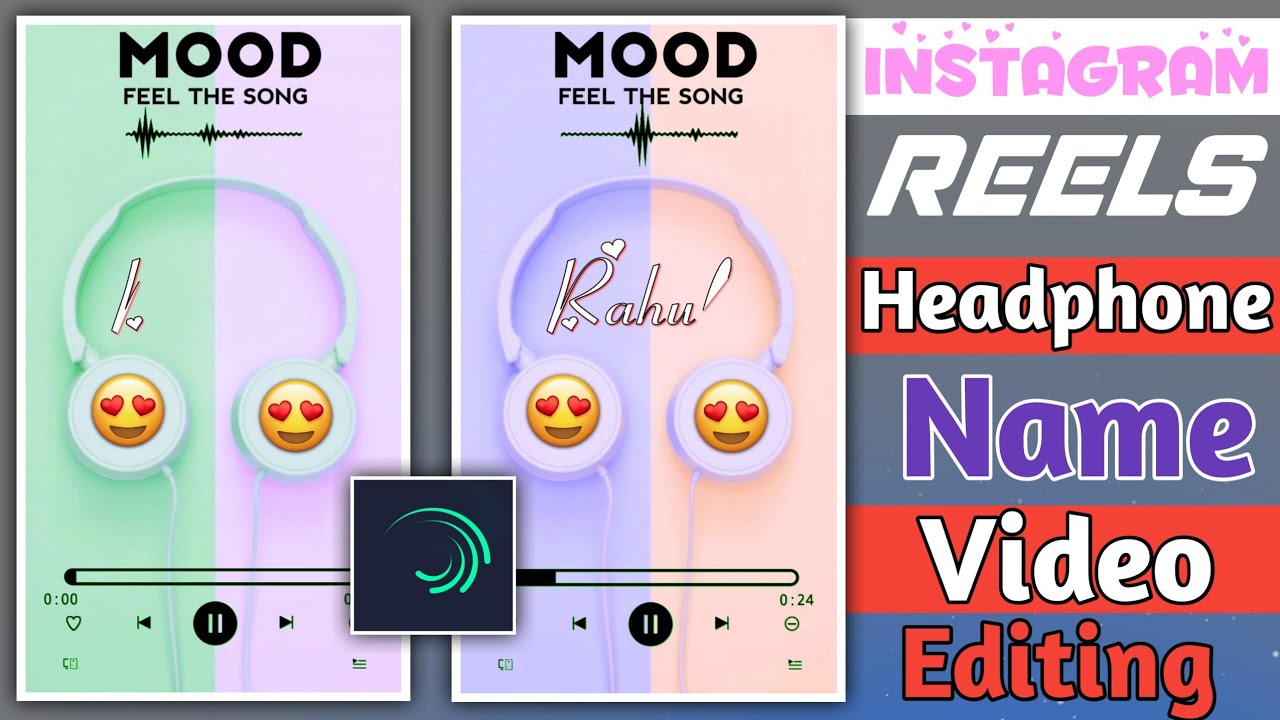 MOOD
FEEL THE SONG
0:00
MOOD
FEEL THE SONG
Rahul
0:24
INSTAGRAM
REELS
Headphone
Name
Video
Editing